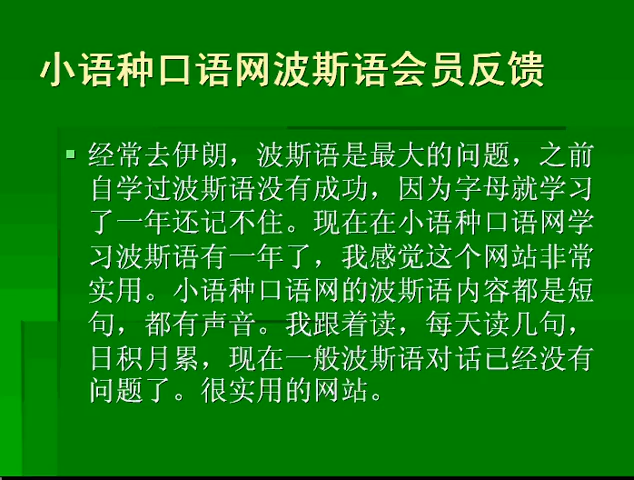 小语种口语网波斯语会员反馈
经常去伊朗，波斯语是最大的问题，之前
自学过波斯语没有成功，因为字母就学习
了一年还记不住。现在在小语种口语网学
习波斯语有一年了，我感觉这个网站非常
实用。小语种口语网的波斯语内容都是短
句，都有声音。我跟着读，每天读几句，
日积月累，现在一般波斯语对话已经没有
问题了。很实用的网站。